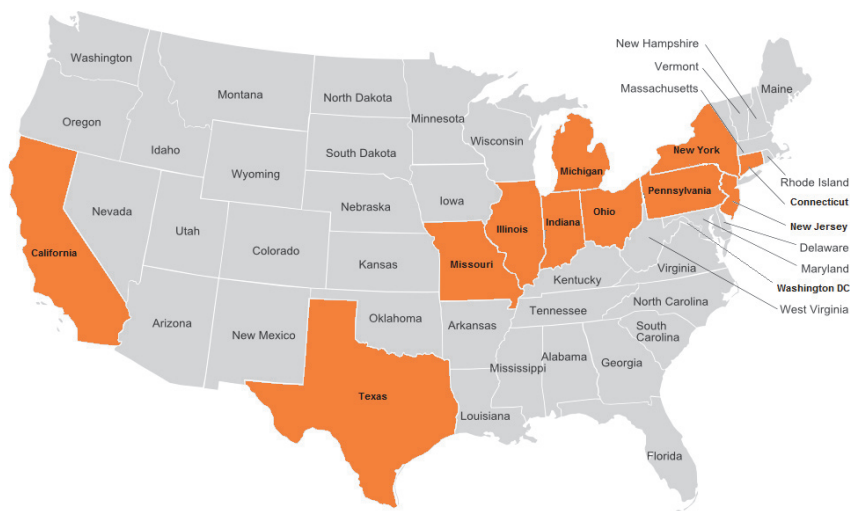 New Hampshire
Vermont
Massachusetts
Washington
Montana
North Dakota
Minnesota
Maine
Oregon
Idaho
Wisconsin
South Dakota
Michigan
New York
Wyoming
Rhode Island
Connecticut
Pennsylvania
Nevada
Nebraska
Iowa
Illinois
Indiana
Ohio
New Jersey
California
Utah
Colorado
Kansas
Missouri
Delaware
Maryland
Virginia
Kentucky
Washington DC
West Virginia
Arizona
New Mexico
Oklahoma
Arkansas
Tennessee
North Carolina
South
Carolina
Mississippi
Alabama
Georgia
Texas
Louisiana
Florida